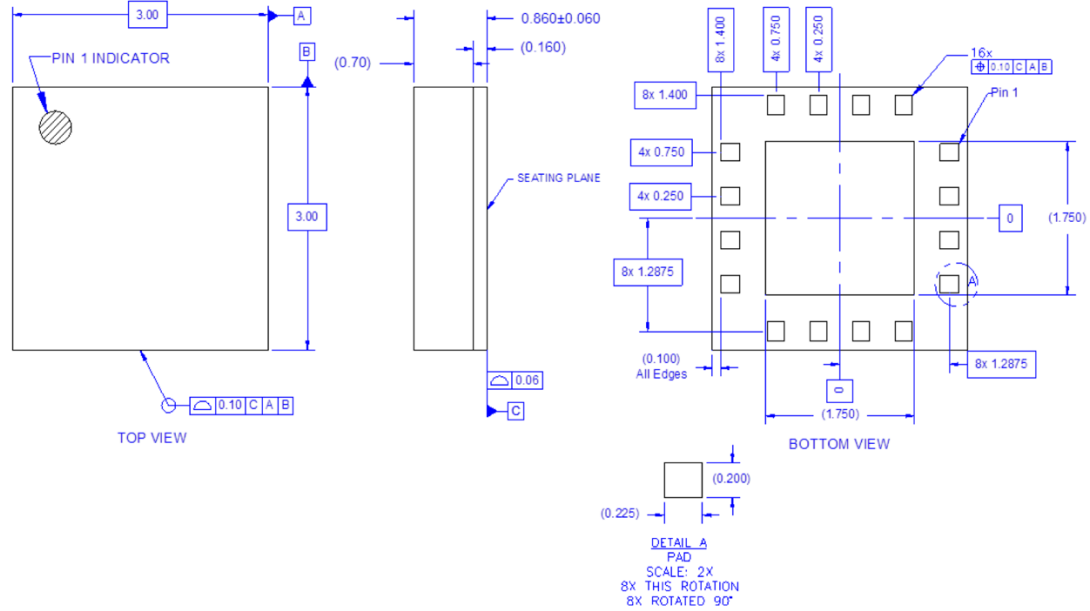 3.00
A
PIN 1 INDICATOR
B
3.00
⌓ 0.10 C A B
TOP VIEW
0.860±0.060
(0.160)
(0.70)
SEATING PLANE
⌓ 0.06
C
8x 1.400
4x 0.750
4x 0.250
16x
⌖ 0.10 C A B
8x 1.400
Pin 1
4x 0.750
4x 0.250
0
(1.750)
8x 1.2875
A
(0.100)
All Edges
8x 1.2875
0
(1.750)
BOTTOM VIEW
(0.200)
(0.225)
DETAIL A
PAD
SCALE: 2X
8X THIS ROTATION
8X ROTATED 90°